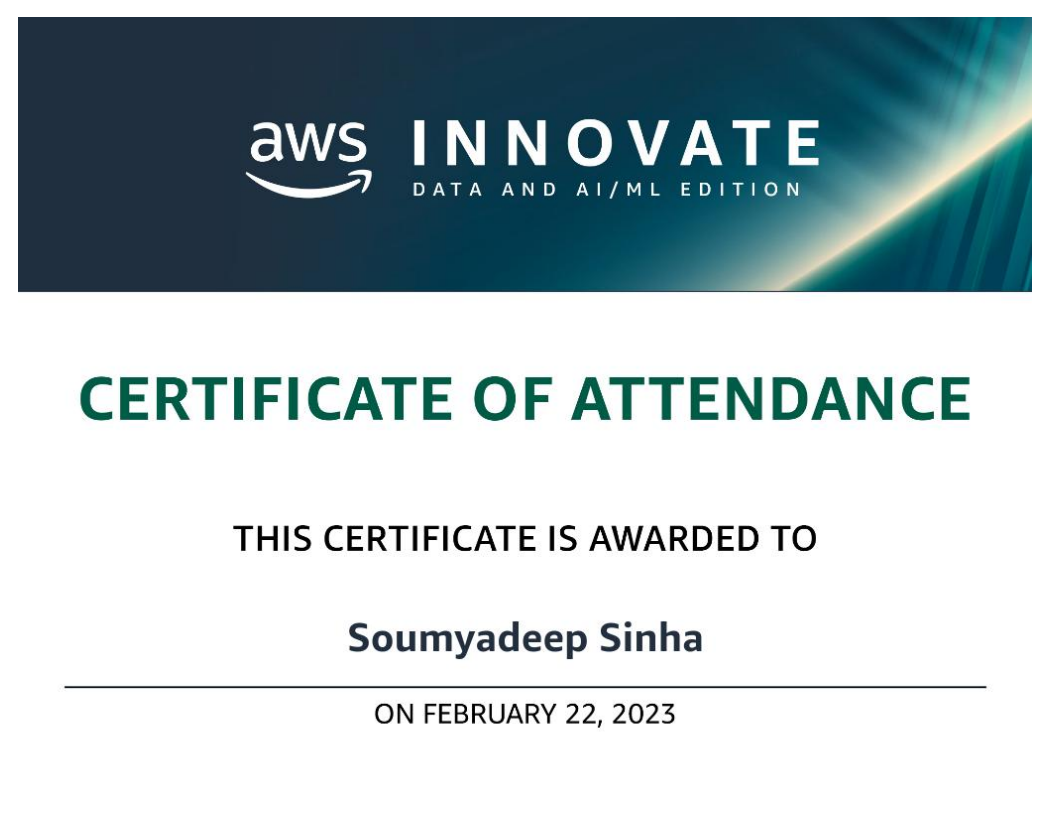 aws INNOVATE
DATA AND AI/ML EDITION
CERTIFICATE OF ATTENDANCE
THIS CERTIFICATE IS AWARDED TO
Soumyadeep Sinha
ON FEBRUARY 22, 2023